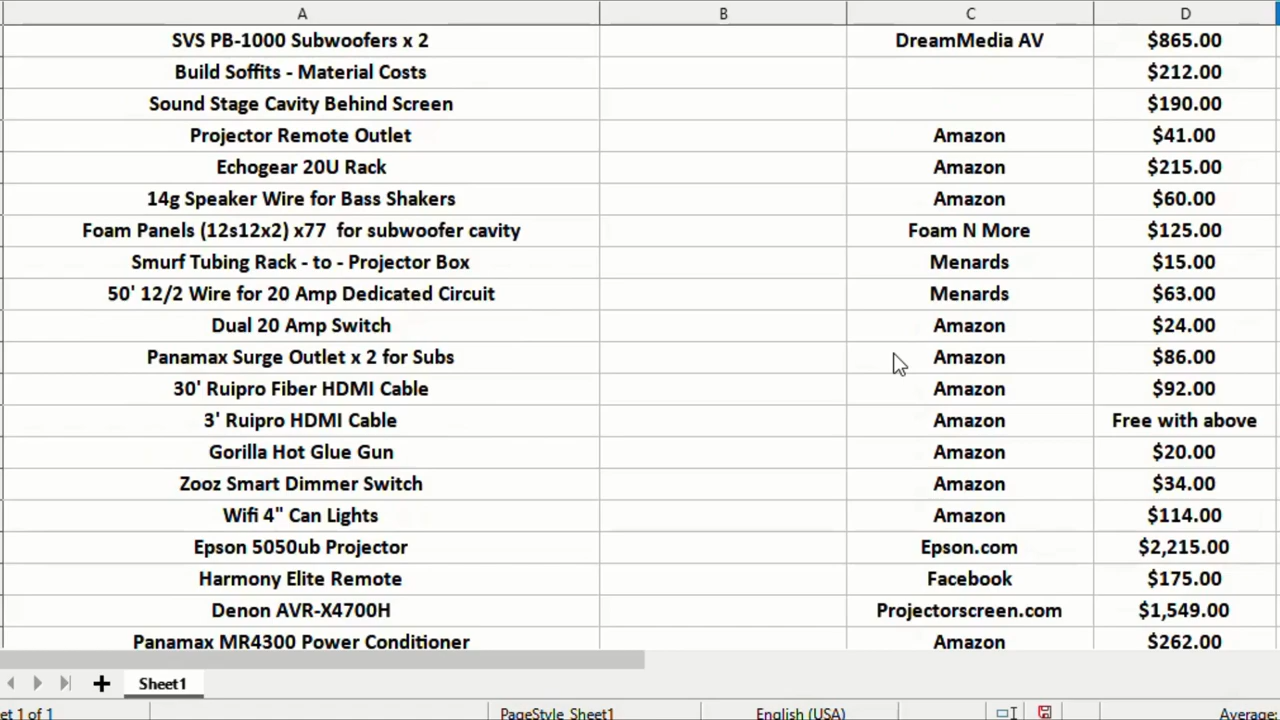 A B C D
SVS PB-1000 Subwoofers x 2 DreamMedia AV $865.00
Build Soffits - Material Costs $212.00
Sound Stage Cavity Behind Screen $190.00
Projector Remote Outlet Amazon $41.00
Echogear 20U Rack Amazon $215.00
14g Speaker Wire for Bass Shakers Amazon $60.00
Foam Panels (12s12x2) x77 for subwoofer cavity Foam N More $125.00
Smurf Tubing Rack - to - Projector Box Menards $15.00
50' 12/2 Wire for 20 Amp Dedicated Circuit Menards $63.00
Dual 20 Amp Switch Amazon $24.00
Panamax Surge Outlet x 2 for Subs Amazon $86.00
30' Ruipro Fiber HDMI Cable Amazon $92.00
3' Ruipro HDMI Cable Amazon Free with above
Gorilla Hot Glue Gun Amazon $20.00
Zooz Smart Dimmer Switch Amazon $34.00
Wifi 4" Can Lights Amazon $114.00
Epson 5050ub Projector Epson.com $2,215.00
Harmony Elite Remote Facebook $175.00
Denon AVR-X4700H Projectorscreen.com $1,549.00
Panamax MR4300 Power Conditioner Amazon $262.00
Sheet1
et 1 of 1 PageStyle_Sheet1 English (USA) Average: